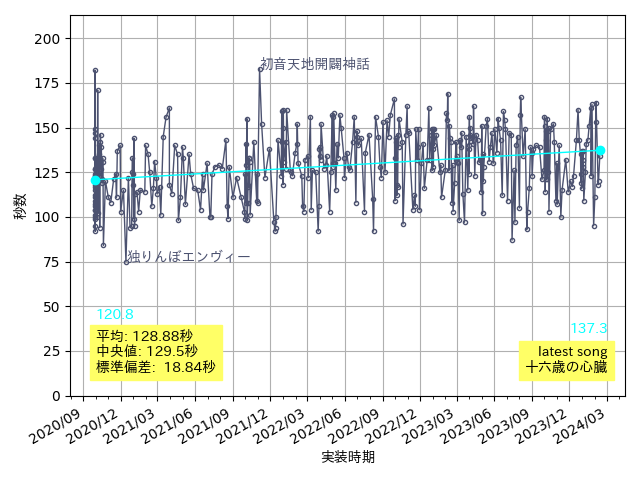 200
175
150
125
100
75
50
25
0
秒数
初音天地開闢神話
独りんぼエンヴィー
120.8
137.3
平均: 128.88秒
中央値: 129.5秒
標準偏差: 18.84秒
latest song
十六歳の心臓
2020/09
2020/12
2021/03
2021/06
2021/09
2021/12
2022/03
2022/06
2022/09
2022/12
2023/03
2023/06
2023/09
2023/12
2024/03
実装時期